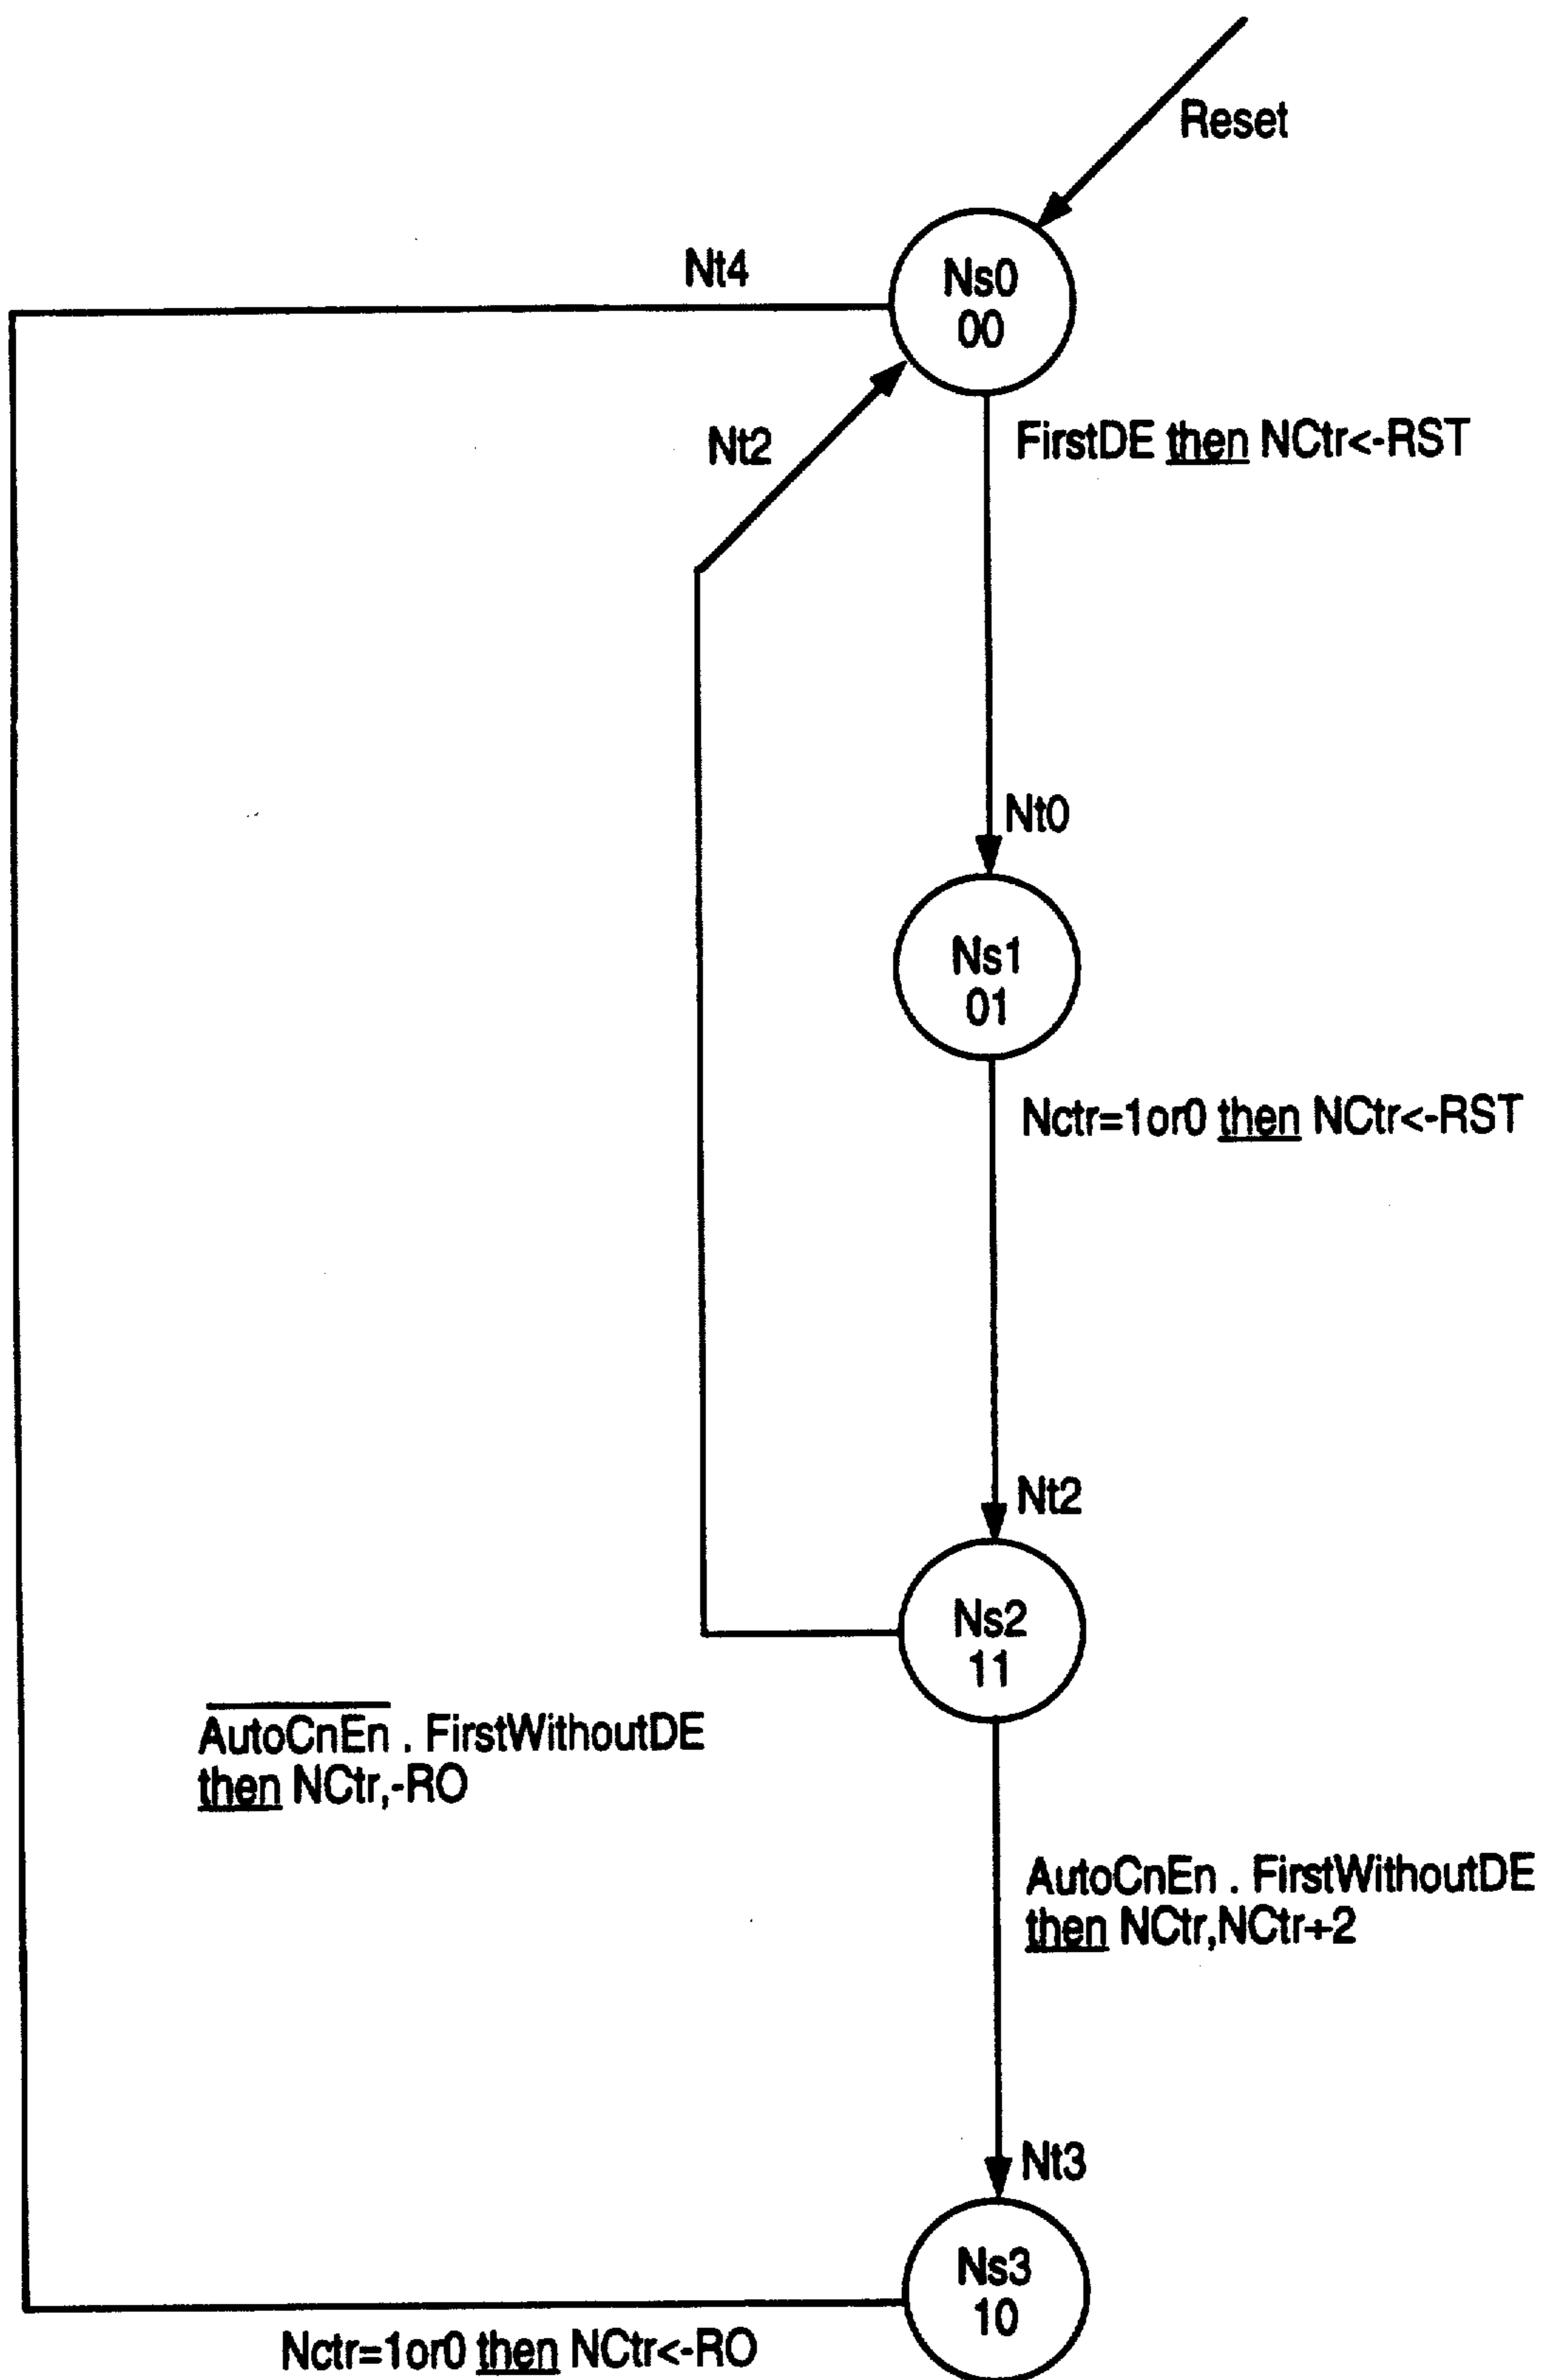 Reset
Nt4
Ns0
00
Nt2
FirstDE then NCtr<-RST
Nt0
Ns1
01
Nctr=1or0 then NCtr<-RST
Nt2
Ns2
11
AutoCnEn . FirstWithoutDE
then NCtr,-RO
AutoCnEn . FirstWithoutDE
then NCtr,NCtr+2
Nt3
Ns3
10
Nctr=1or0 then NCtr<-RO